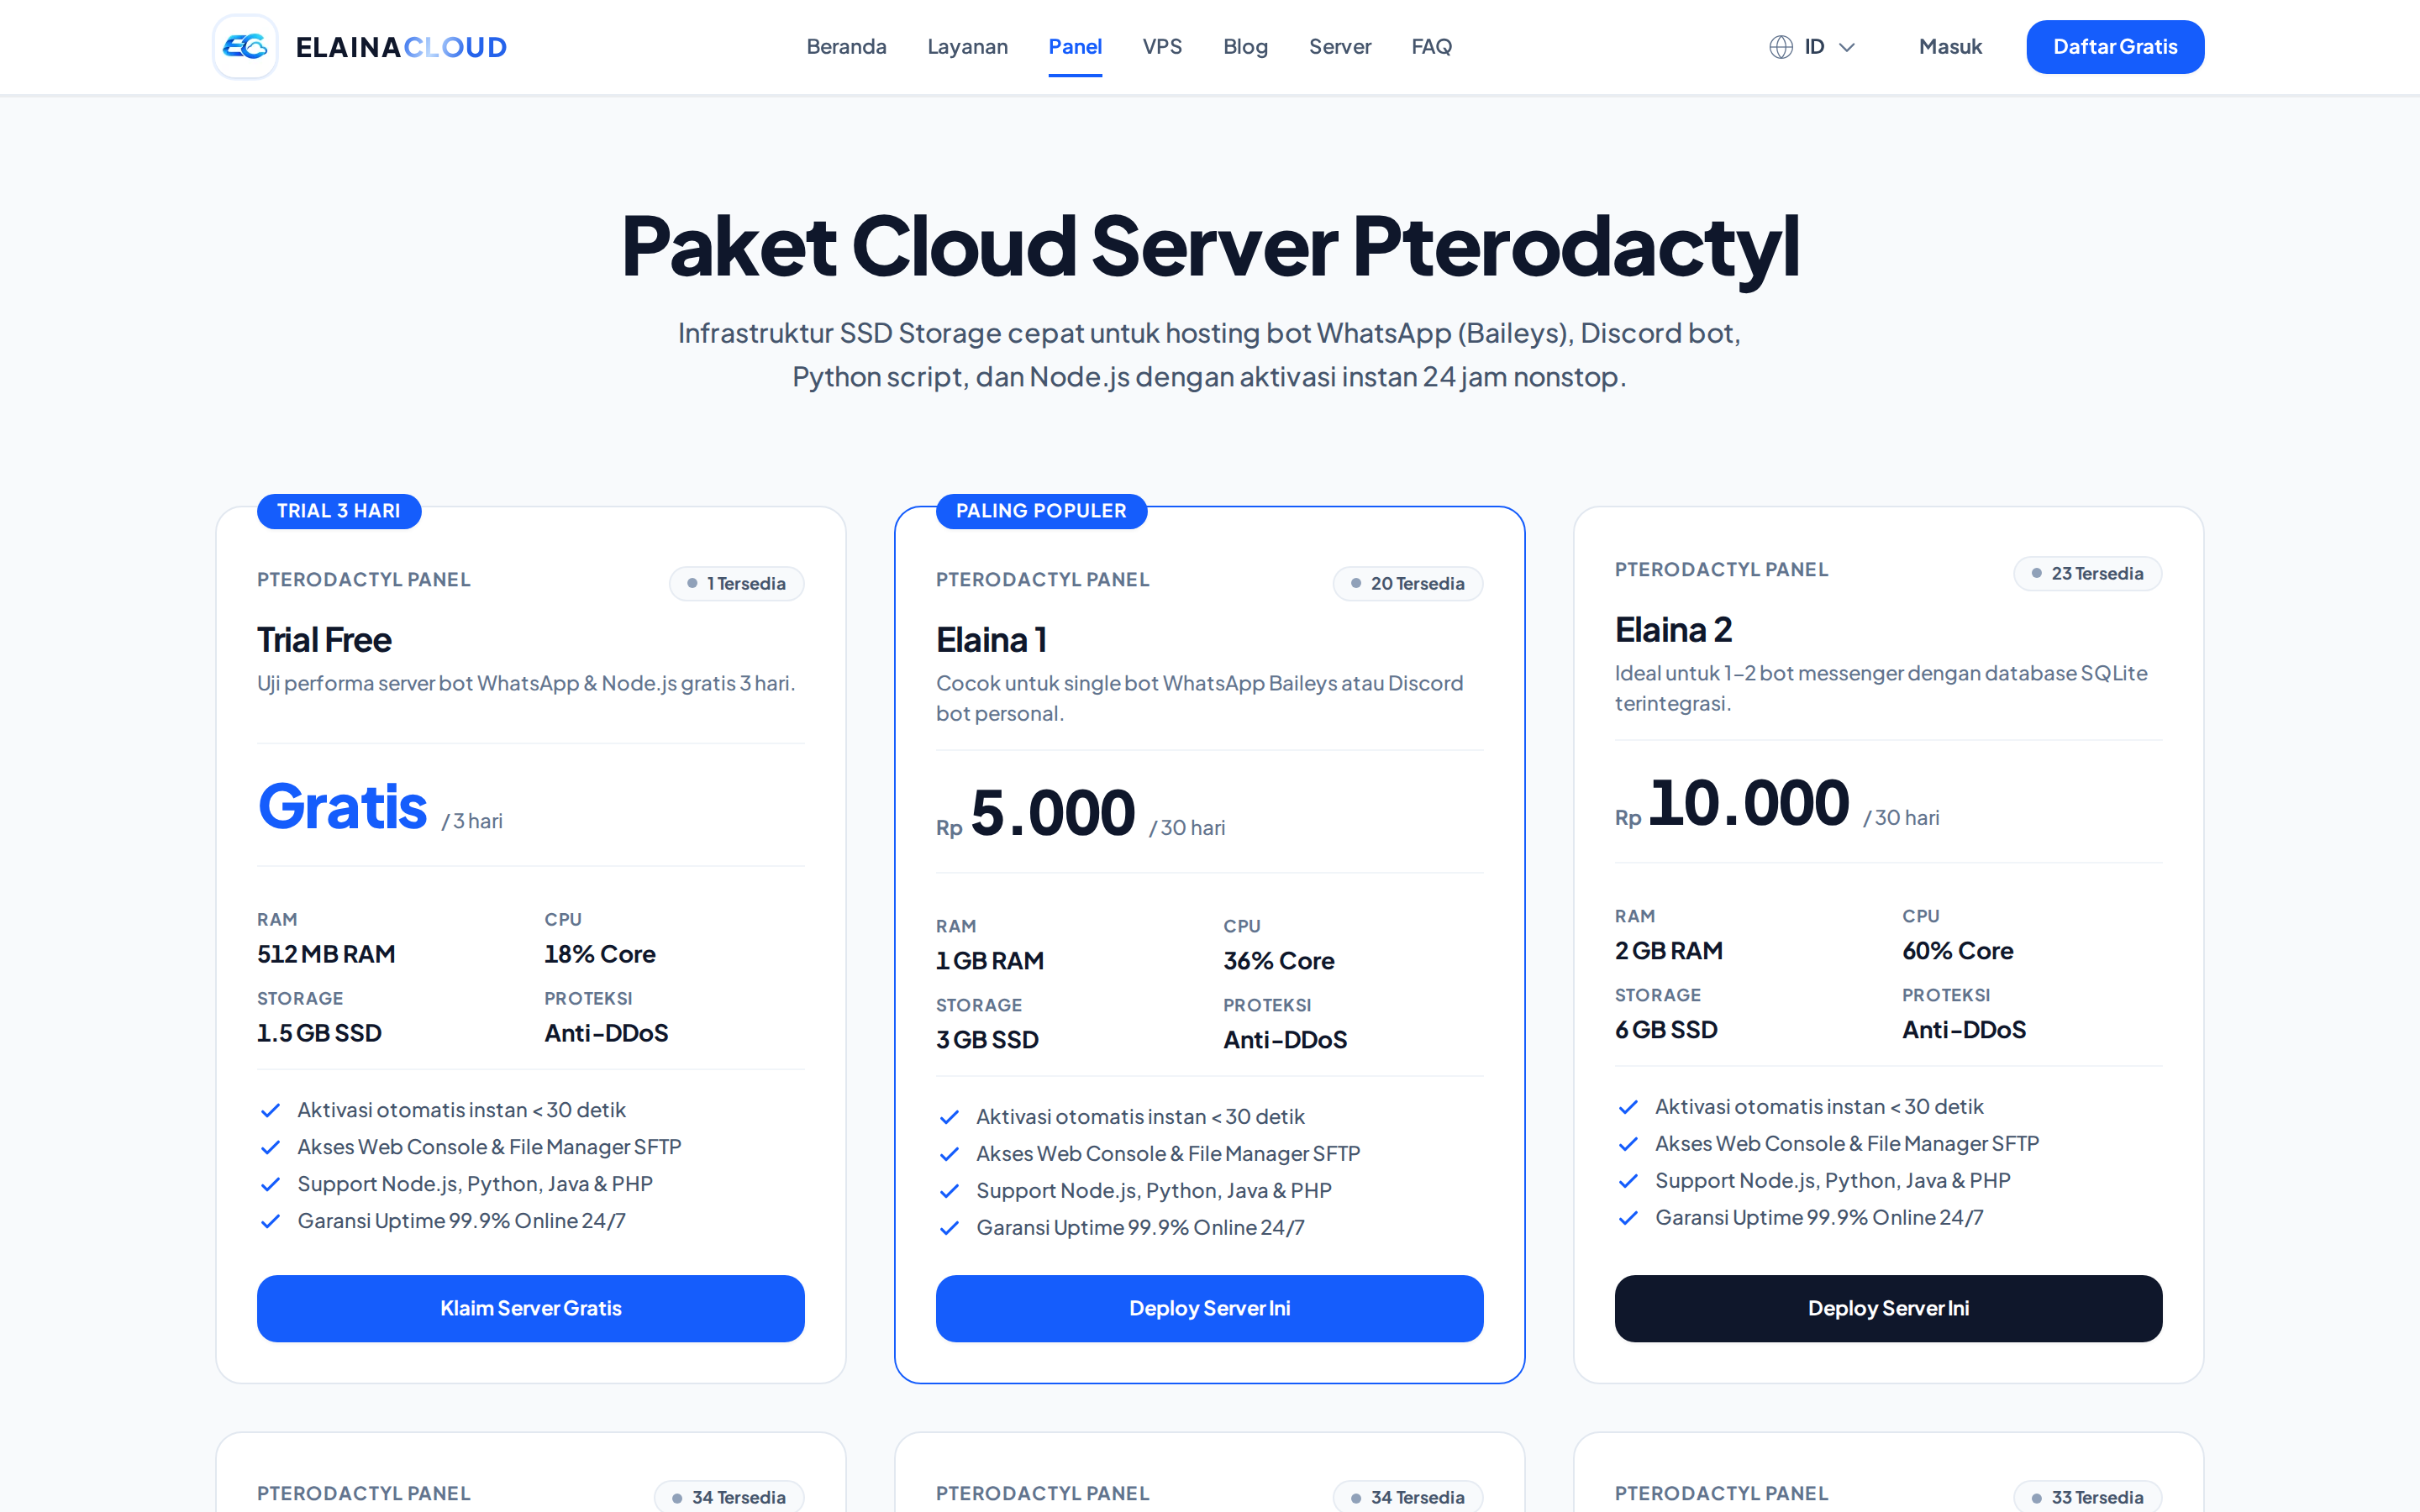 ELAINACLOUD
Beranda
Layanan
Panel
VPS
Blog
Server
FAQ
ID
Masuk
Daftar Gratis
Paket Cloud Server Pterodactyl
Infrastruktur SSD Storage cepat untuk hosting bot WhatsApp (Baileys), Discord bot,
Python script, dan Node.js dengan aktivasi instan 24 jam nonstop.
TRIAL 3 HARI
PTERODACTYL PANEL
1 Tersedia
Trial Free
Uji performa server bot WhatsApp & Node.js gratis 3 hari.
Gratis / 3 hari
RAM
512 MB RAM
CPU
18% Core
STORAGE
1.5 GB SSD
PROTEKSI
Anti-DDoS
Aktivasi otomatis instan < 30 detik
Akses Web Console & File Manager SFTP
Support Node.js, Python, Java & PHP
Garansi Uptime 99.9% Online 24/7
Klaim Server Gratis
PALING POPULER
PTERODACTYL PANEL
20 Tersedia
Elaina 1
Cocok untuk single bot WhatsApp Baileys atau Discord
bot personal.
Rp 5.000 / 30 hari
RAM
1 GB RAM
CPU
36% Core
STORAGE
3 GB SSD
PROTEKSI
Anti-DDoS
Aktivasi otomatis instan < 30 detik
Akses Web Console & File Manager SFTP
Support Node.js, Python, Java & PHP
Garansi Uptime 99.9% Online 24/7
Deploy Server Ini
PTERODACTYL PANEL
23 Tersedia
Elaina 2
Ideal untuk 1–2 bot messenger dengan database SQLite
terintegrasi.
Rp 10.000 / 30 hari
RAM
2 GB RAM
CPU
60% Core
STORAGE
6 GB SSD
PROTEKSI
Anti-DDoS
Aktivasi otomatis instan < 30 detik
Akses Web Console & File Manager SFTP
Support Node.js, Python, Java & PHP
Garansi Uptime 99.9% Online 24/7
Deploy Server Ini
PTERODACTYL PANEL
34 Tersedia
PTERODACTYL PANEL
34 Tersedia
PTERODACTYL PANEL
33 Tersedia